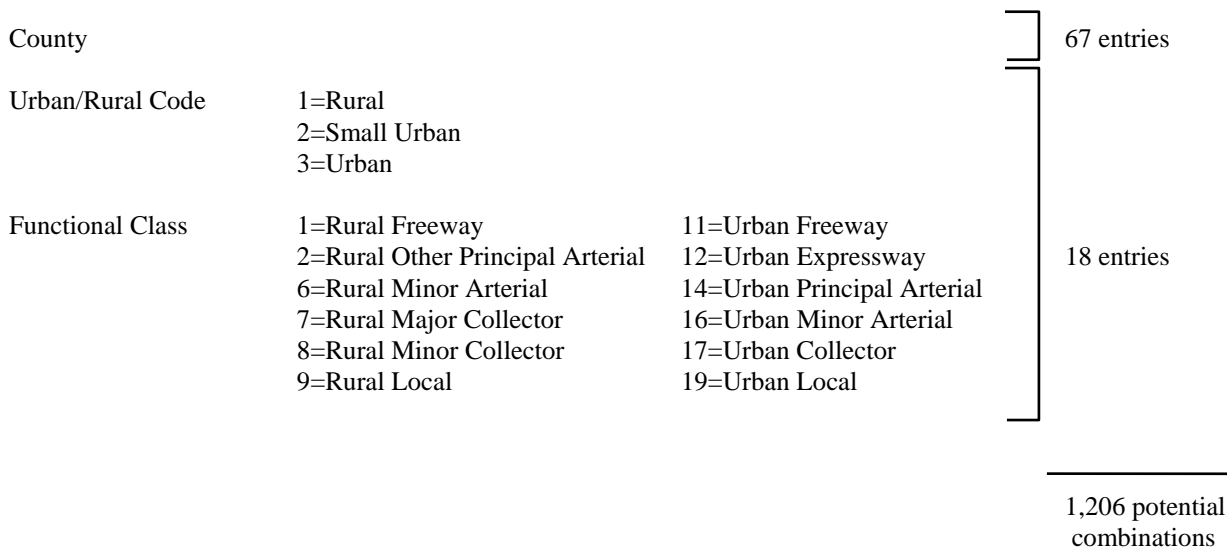 County 67 entries
Urban/Rural Code 1=Rural
2=Small Urban
3=Urban
Functional Class 1=Rural Freeway 11=Urban Freeway
2=Rural Other Principal Arterial 12=Urban Expressway 18 entries
6=Rural Minor Arterial 14=Urban Principal Arterial
7=Rural Major Collector 16=Urban Minor Arterial
8=Rural Minor Collector 17=Urban Collector
9=Rural Local 19=Urban Local
1,206 potential
combinations